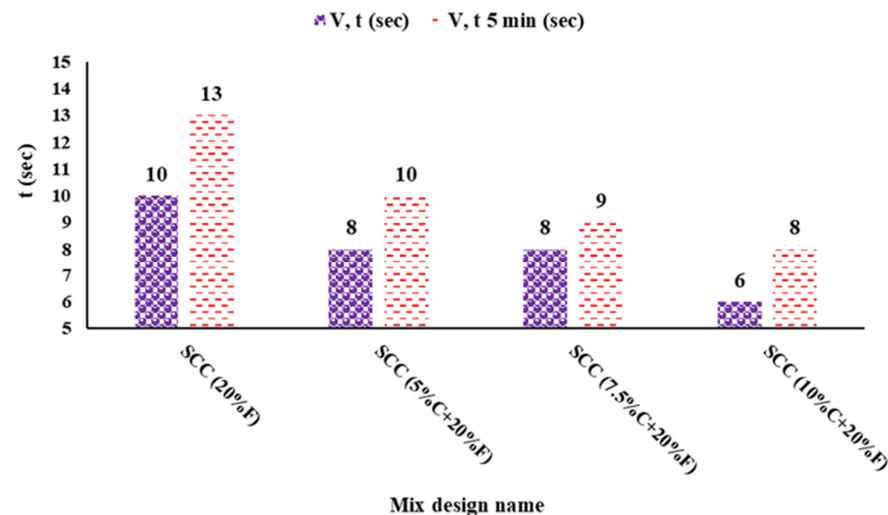 V, t (sec) V, t 5 min (sec)
t (sec)
15
14
13
12
11
10
9
8
7
6
5
10
13
8
10
8
9
6
8
SCC (20%F)
SCC (5%C+20%F)
SCC (7.5%C+20%F)
SCC (10%C+20%F)
Mix design name